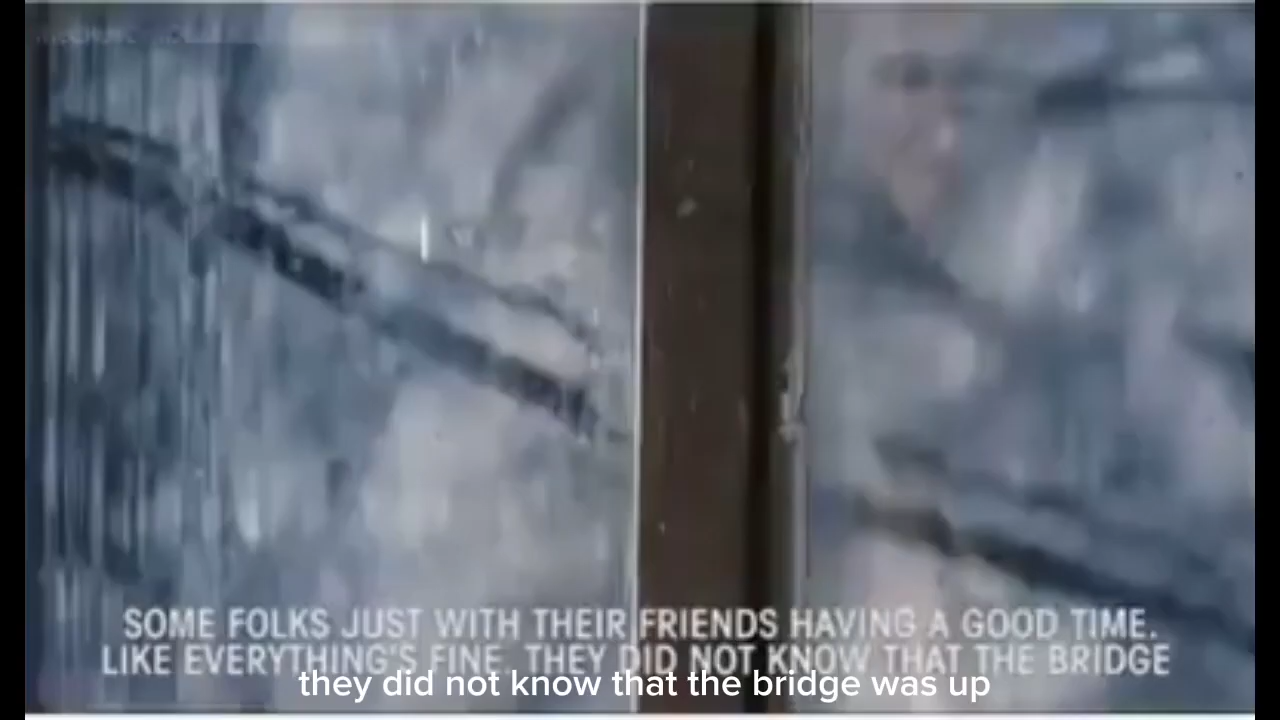 SOME FOLKS JUST WITH THEIR FRIENDS HAVING A GOOD TIME.
LIKE EVERYTHING'S FINE. THEY DID NOT KNOW THAT THE BRIDGE
they did not know that the bridge was up